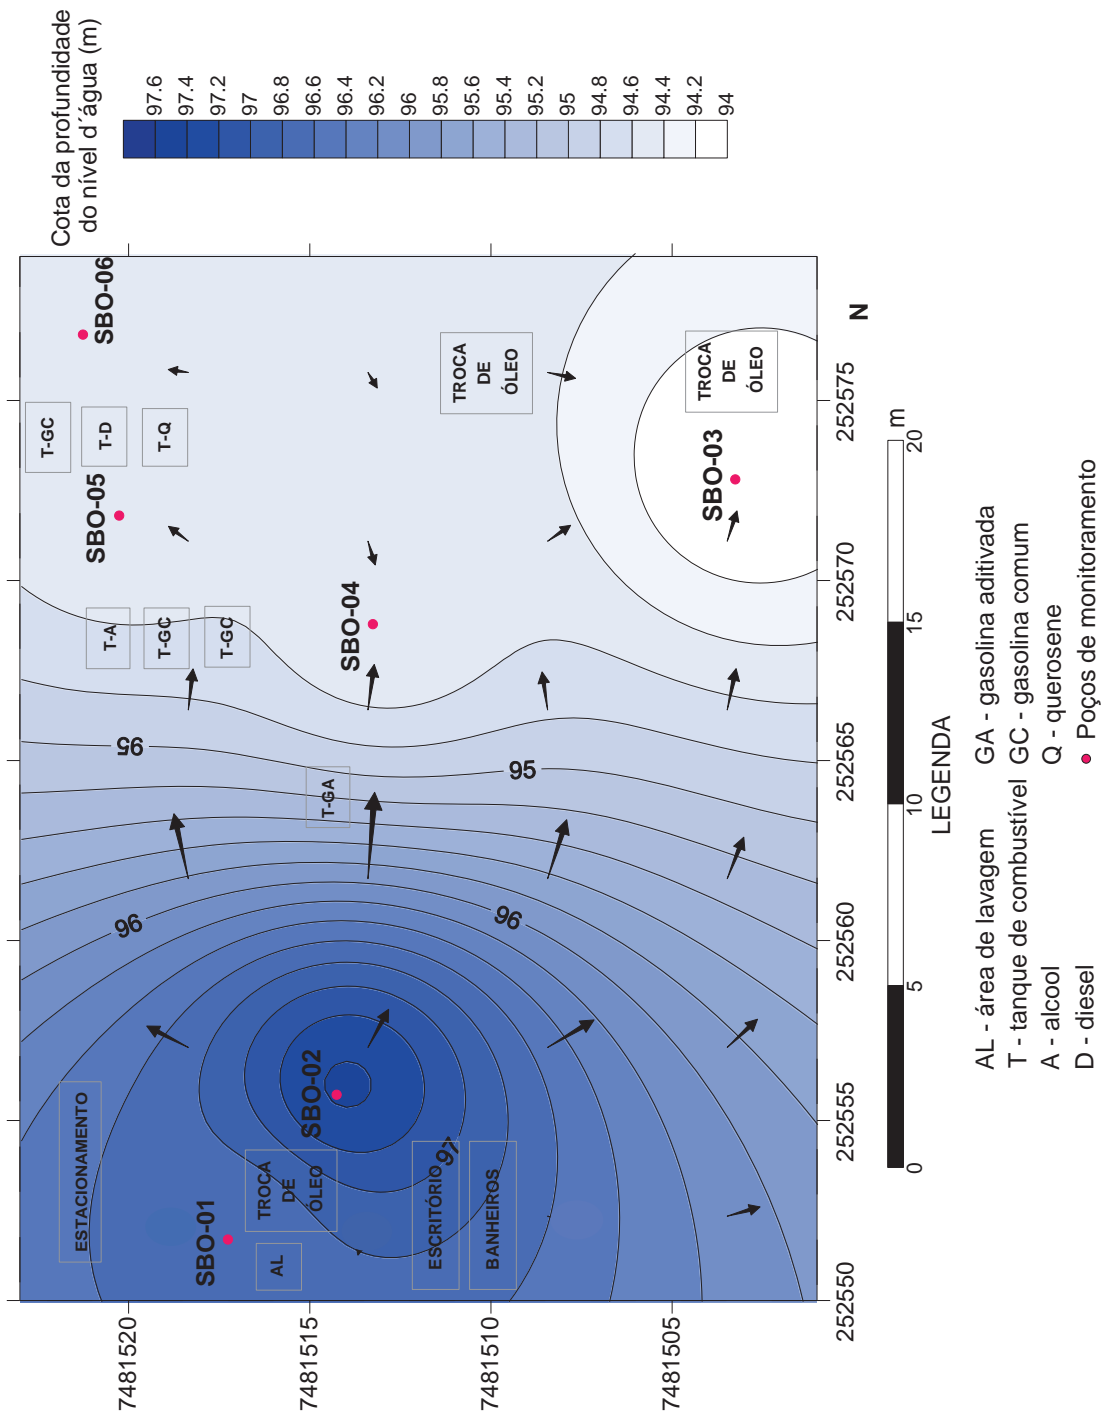 Cota da profundidade
do nível d´água (m)
97.6
97.4
97.2
97
96.8
96.6
96.4
96.2
96
95.8
95.6
95.4
95.2
95
94.8
94.6
94.4
94.2
94
7481520
7481515
7481510
7481505
252550
252555
252560
252565
252570
252575
ESTACIONAMENTO
SBO-01
AL
TROCA
DE
ÓLEO
ESCRITÓRIO
BANHEIROS
SBO-02
97
96
96
95
95
T-GA
T-A
T-GC
T-GC
SBO-04
SBO-05
T-GC
T-D
T-Q
SBO-06
TROCA
DE
ÓLEO
TROCA
DE
ÓLEO
SBO-03
N
0
5
10
15
20
m
LEGENDA
AL - área de lavagem
T - tanque de combustível
A - alcool
D - diesel
GA - gasolina aditivada
GC - gasolina comum
Q - querosene
Poços de monitoramento